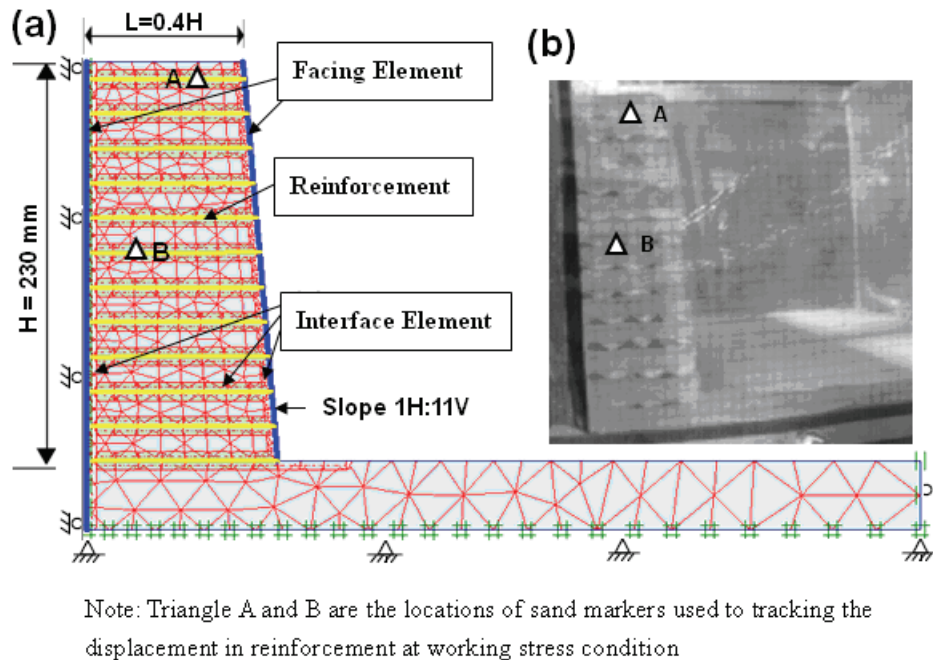 (a)
L=0.4H
(b)
A
Facing Element
A
Reinforcement
B
B
H = 230 mm
Interface Element
Slope 1H:11V
Note: Triangle A and B are the locations of sand markers used to tracking the
displacement in reinforcement at working stress condition